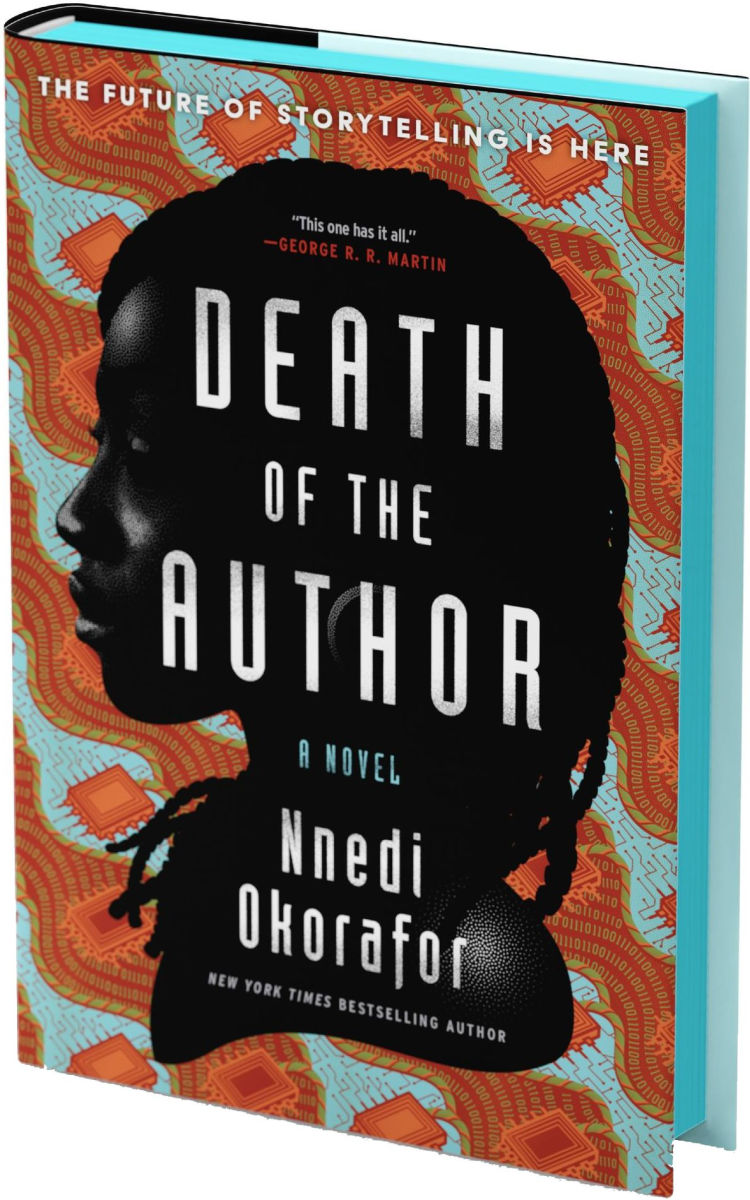 THE FUTURE OF STORYTELLING IS HERE
“This one has it all.”
—GEORGE R. R. MARTIN
DEATH
OF THE
AUTHOR
A NOVEL
Nnedi
Okorafor
NEW YORK TIMES BESTSELLING AUTHOR